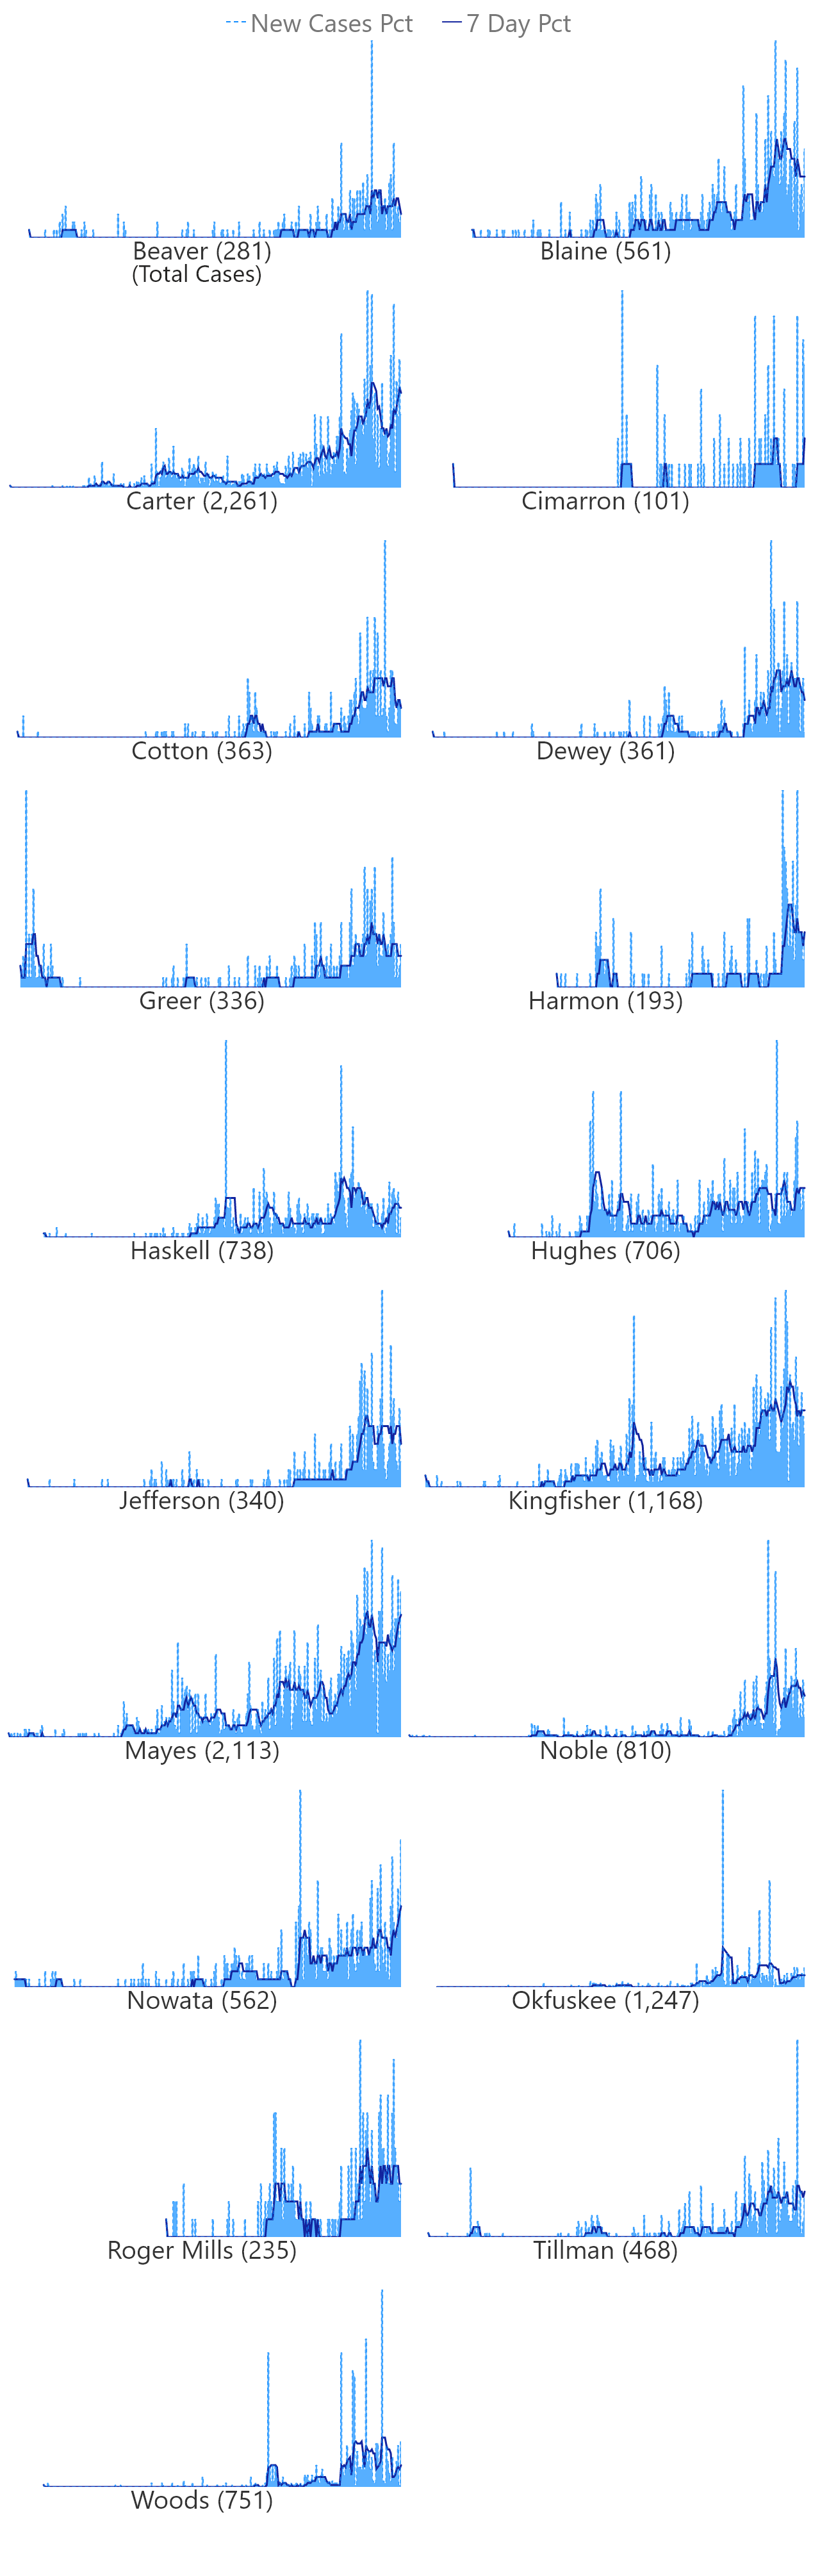 New Cases Pct 7 Day Pct
Beaver (281) Blaine (561)
(Total Cases)
Carter (2,261) Cimarron (101)
Cotton (363) Dewey (361)
Greer (336) Harmon (193)
Haskell (738) Hughes (706)
Jefferson (340) Kingfisher (1,168)
Mayes (2,113) Noble (810)
Nowata (562) Okfuskee (1,247)
Roger Mills (235) Tillman (468)
Woods (751)